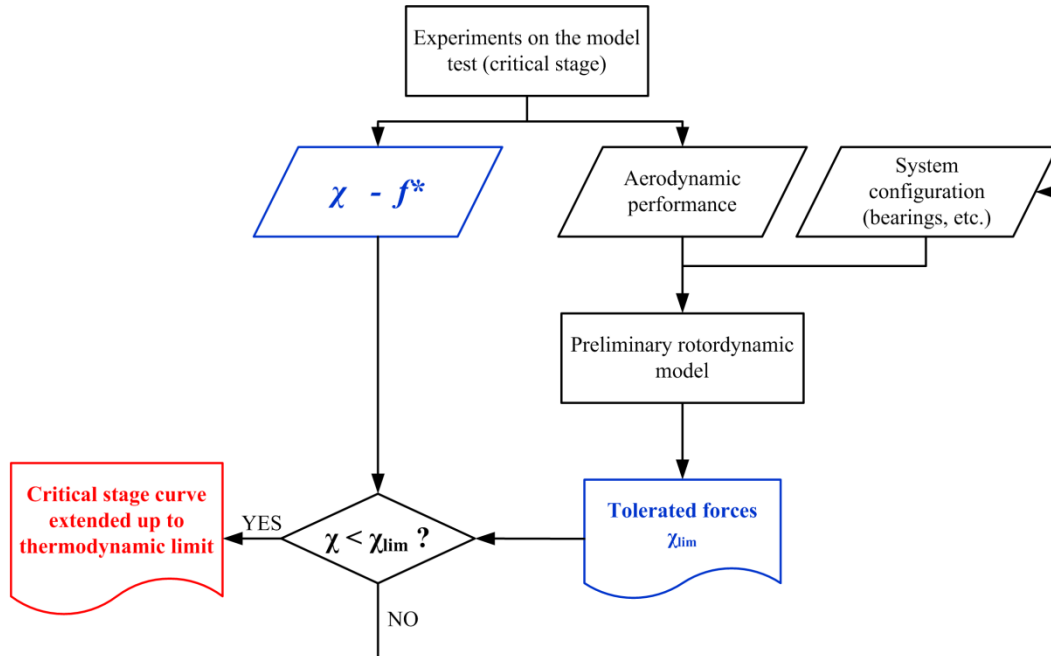 Experiments on the model
test (critical stage)
χ - f*
Aerodynamic
performance
System
configuration
(bearings, etc.)
Preliminary rotordynamic
model
Critical stage curve
extended up to
thermodynamic limit
YES
χ < χlim ?
Tolerated forces
χlim
NO